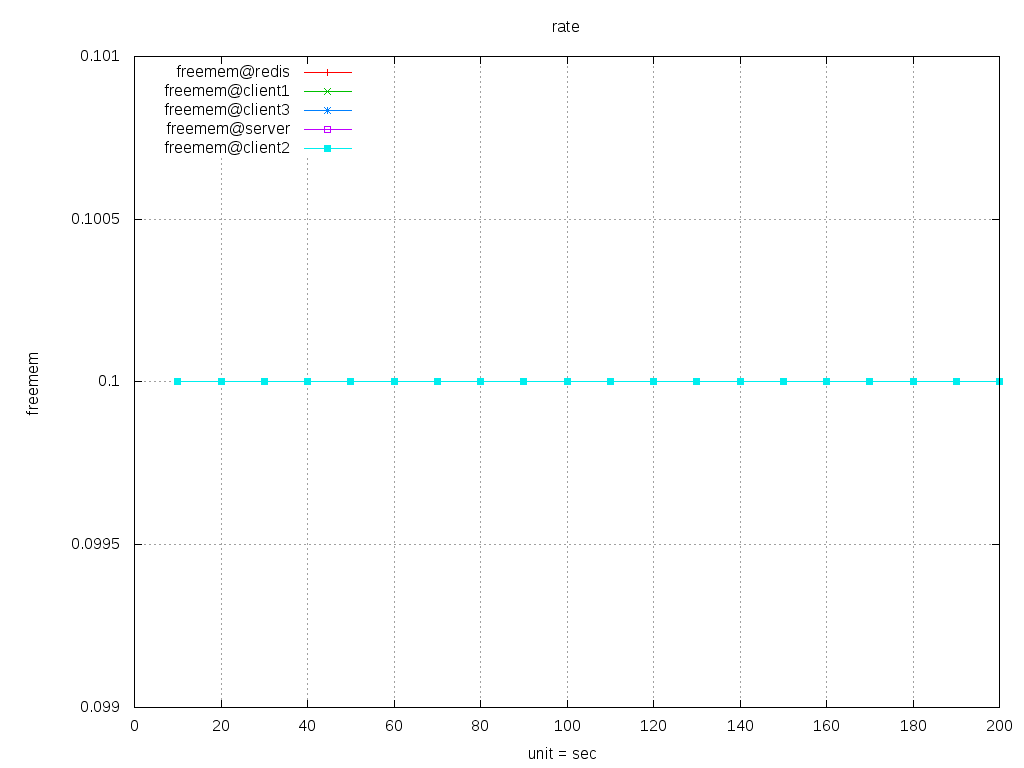 rate
0.101
0.1005
0.1
0.0995
0.099
freemem
freemem@redis
freemem@client1
freemem@client3
freemem@server
freemem@client2
0 20 40 60 80 100 120 140 160 180 200
unit = sec